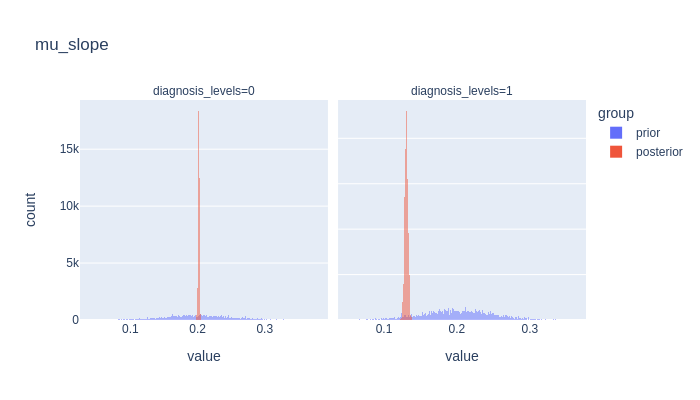 mu_slope
diagnosis_levels=0
diagnosis_levels=1
group
prior
posterior
count
15k
10k
5k
0
0.1
0.2
0.3
0.1
0.2
0.3
value
value